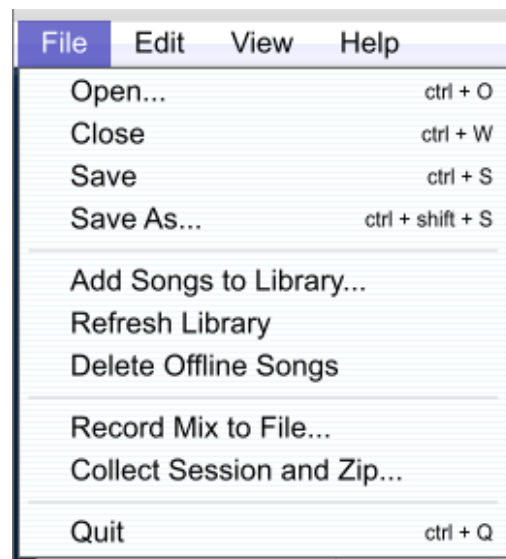 File Edit View Help
Open... ctrl + O
Close ctrl + W
Save ctrl + S
Save As... ctrl + shift + S
Add Songs to Library...
Refresh Library
Delete Offline Songs
Record Mix to File...
Collect Session and Zip...
Quit ctrl + Q